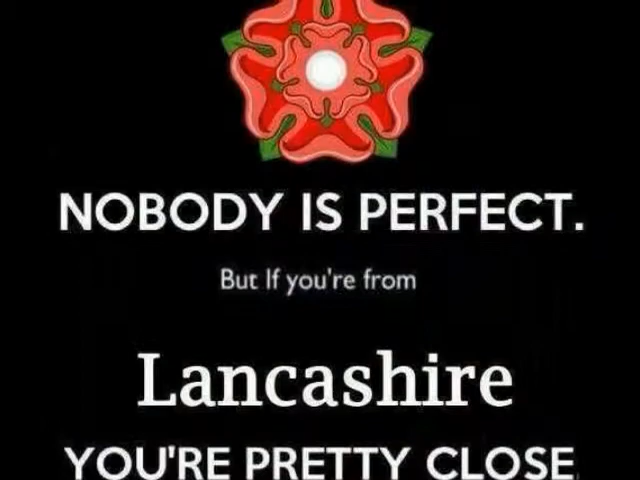 NOBODY IS PERFECT.
But If you're from
Lancashire
YOU'RE PRETTY CLOSE